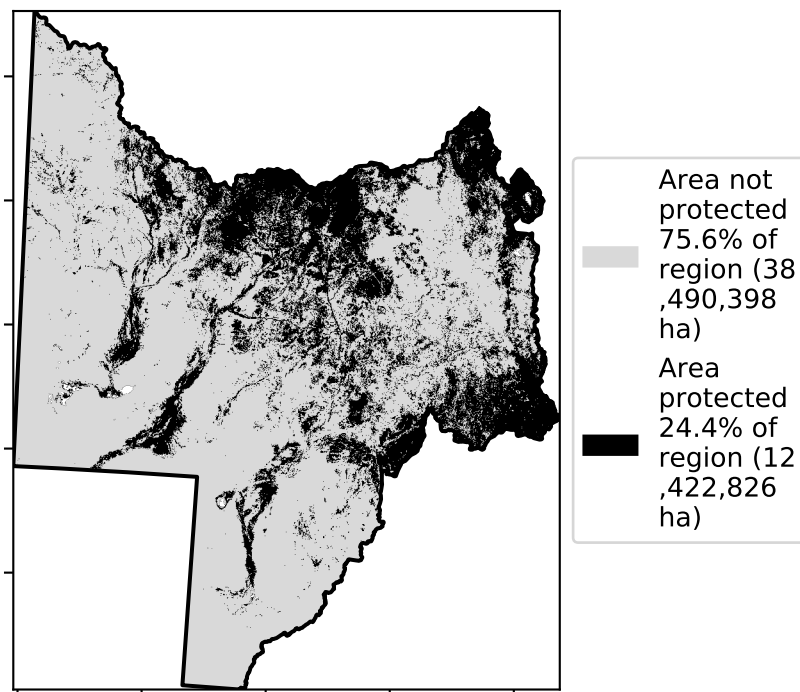 Area not
protected
75.6% of
region (38
,490,398
ha)
Area
protected
24.4% of
region (12
,422,826
ha)